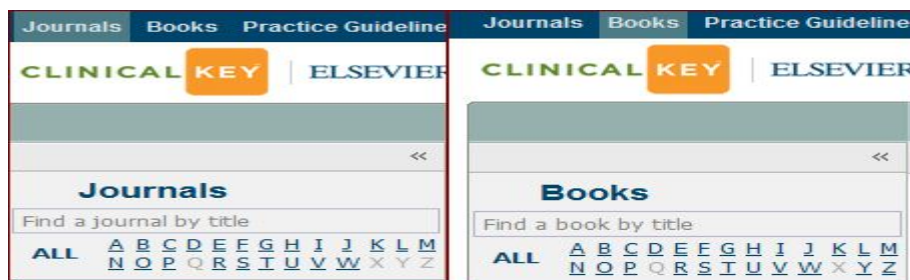 Journals Books Practice Guideline
CLINICAL KEY ELSEVIER
<<
Journals
Find a journal by title
ALL A B C D E F G H I J K L M
N O P Q R S T U V W X Y Z
Journals Books Practice Guideline
CLINICAL KEY ELSEVIER
<<
Books
Find a book by title
ALL A B C D E F G H I J K L M
N O P Q R S T U V W X Y Z